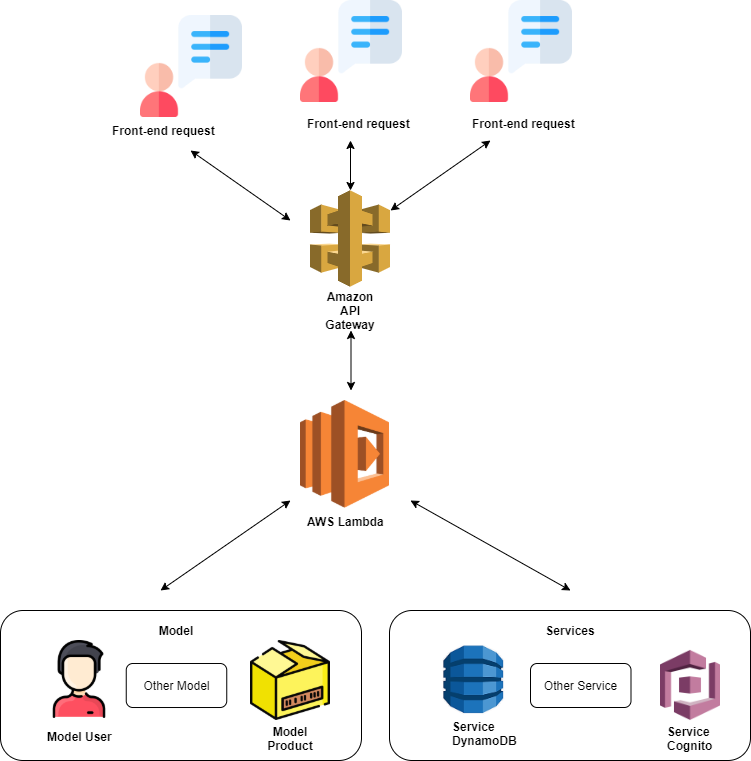 Front-end request
Front-end request
Front-end request
Amazon
API
Gateway
AWS Lambda
Model
Services
Other Model
Other Service
Model User
Model
Product
Service
DynamoDB
Service
Cognito